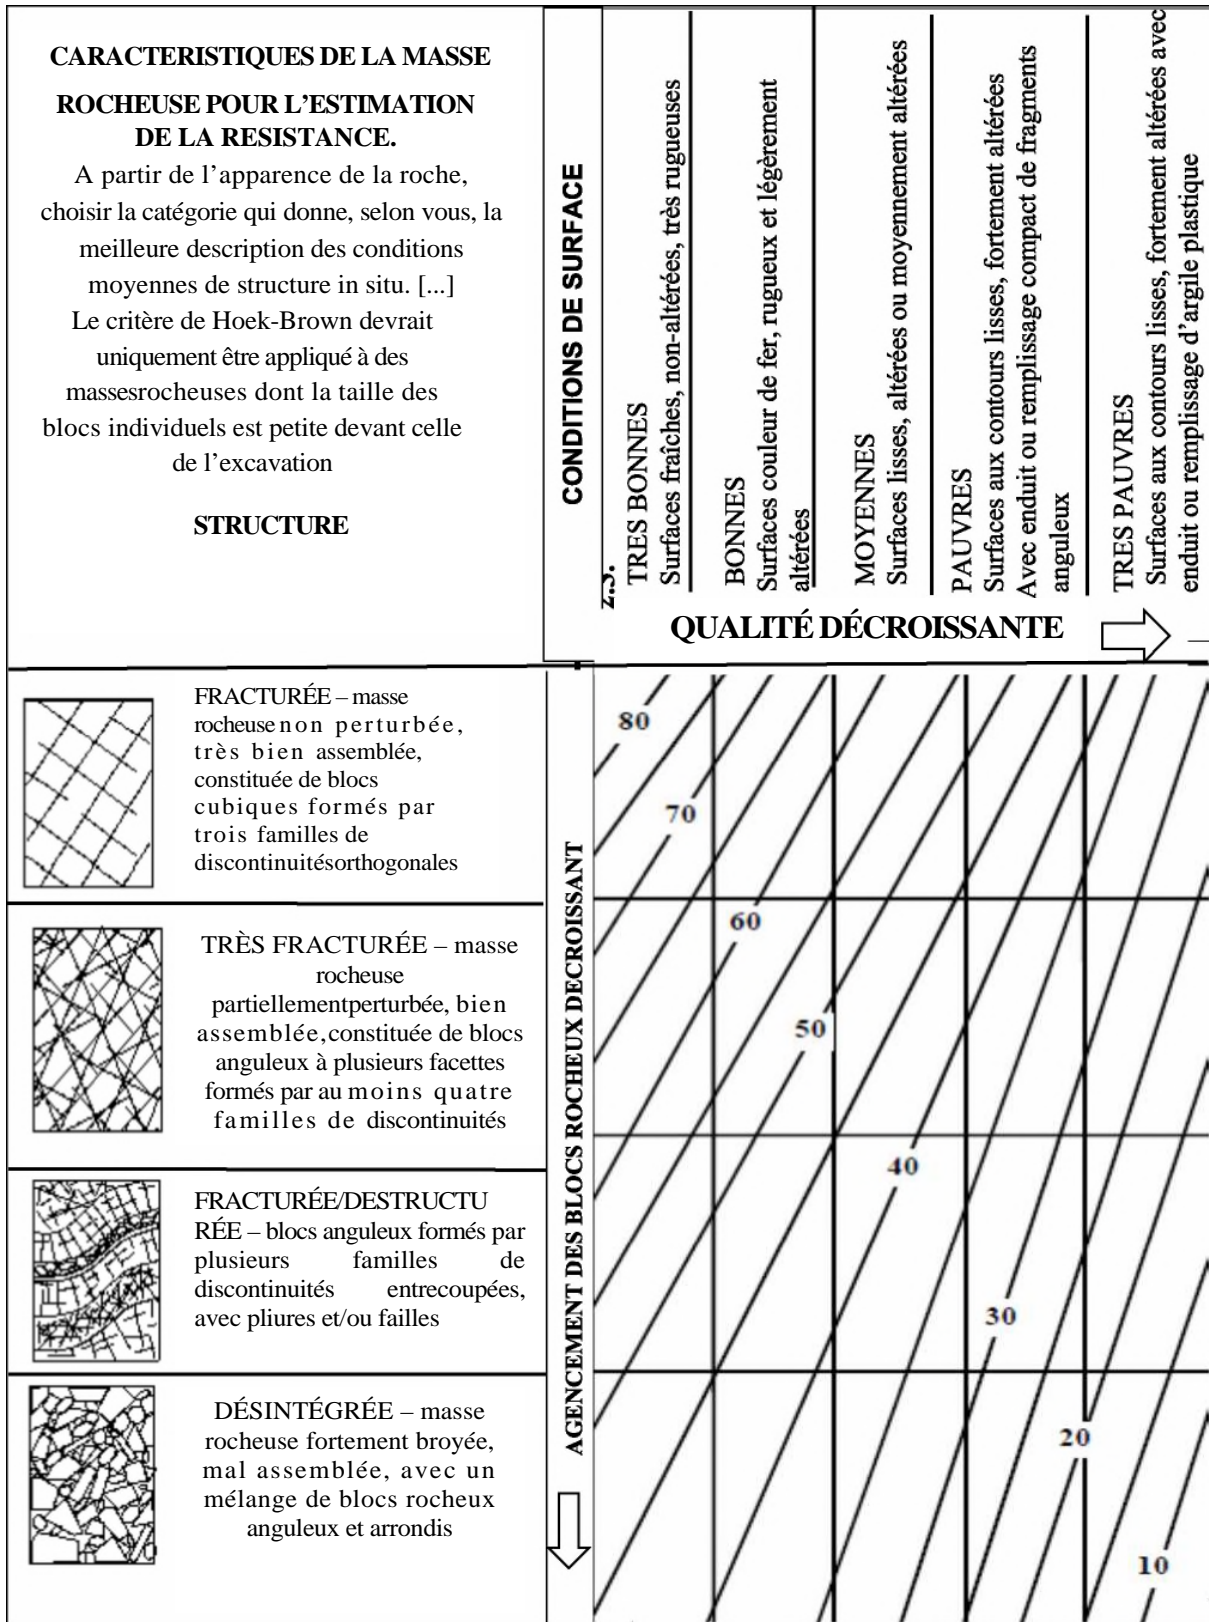 CARACTERISTIQUES DE LA MASSE
ROCHEUSE POUR L’ESTIMATION
DE LA RESISTANCE.
A partir de l’apparence de la roche,
choisir la catégorie qui donne, selon vous, la
meilleure description des conditions
moyennes de structure in situ. [...]
Le critère de Hoek-Brown devrait
uniquement être appliqué à des
massesrocheuses dont la taille des
blocs individuels est petite devant celle
de l’excavation
STRUCTURE
CONDITIONS DE SURFACE
2.3.
TRES BONNES
Surfaces fraîches, non-altérées, très rugueuses
BONNES
Surfaces couleur de fer, rugueux et légèrement
altérées
MOYENNES
Surfaces lisses, altérées ou moyennement altérées
PAUVRES
Surfaces aux contours lisses, fortement altérées
Avec enduit ou remplissage compact de fragments
anguleux
TRES PAUVRES
Surfaces aux contours lisses, fortement altérées avec
enduit ou remplissage d’argile plastique
QUALITÉ DÉCROISSANTE
FRACTURÉE – masse
rocheuse non perturbée,
très bien assemblée,
constituée de blocs
cubiques formés par
trois familles de
discontinuitésorthogonales
TRÈS FRACTURÉE – masse
rocheuse
partiellementperturbée, bien
assemblée,constituée de blocs
anguleux à plusieurs facettes
formés par au moins quatre
familles de discontinuités
FRACTURÉE/DESTRUCTU
RÉE – blocs anguleux formés par
plusieurs familles de
discontinuités entrecoupées,
avec pliures et/ou failles
DÉSINTÉGRÉE – masse
rocheuse fortement broyée,
mal assemblée, avec un
mélange de blocs rocheux
anguleux et arrondis
AGENCEMENT DES BLOCS ROCHEUX DECROISSANT
80
70
60
50
40
30
20
10